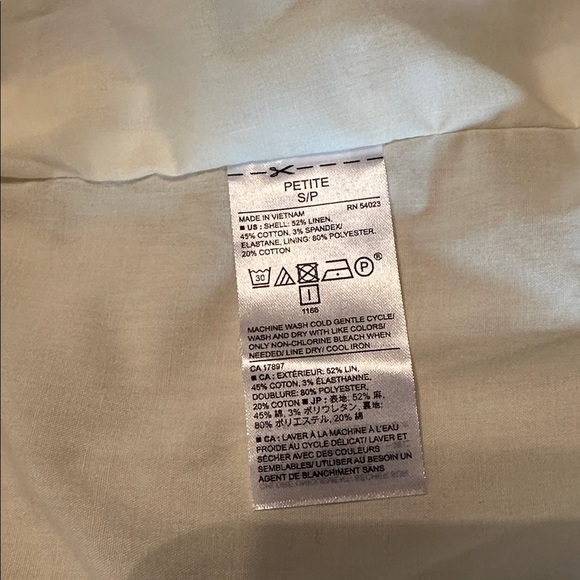 PETITE
S/P
MADE IN VIETNAM RN 54023
■ US : SHELL: 52% LINEN,
45% COTTON, 3% SPANDEX/
ELASTANE, LINING: 80% POLYESTER,
20% COTTON
30 P ®
I
1166
MACHINE WASH COLD GENTLE CYCLE/
WASH AND DRY WITH LIKE COLORS/
ONLY NON-CHLORINE BLEACH WHEN
NEEDED/ LINE DRY/ COOL IRON
CA 17897
■ CA : EXTÉRIEUR: 52% LIN,
45% COTON, 3% ÉLASTHANNE,
DOUBLURE: 80% POLYESTER,
20% COTON ■ JP : 表地: 52% 麻,
45% 綿, 3% ポリウレタン, 裏地:
80% ポリエステル, 20% 綿
■ CA : LAVER À LA MACHINE À L'EAU
FROIDE AU CYCLE DÉLICAT/ LAVER ET
SÉCHER AVEC DES COULEURS
SEMBLABLES/ UTILISER AU BESOIN UN
AGENT DE BLANCHIMENT SANS